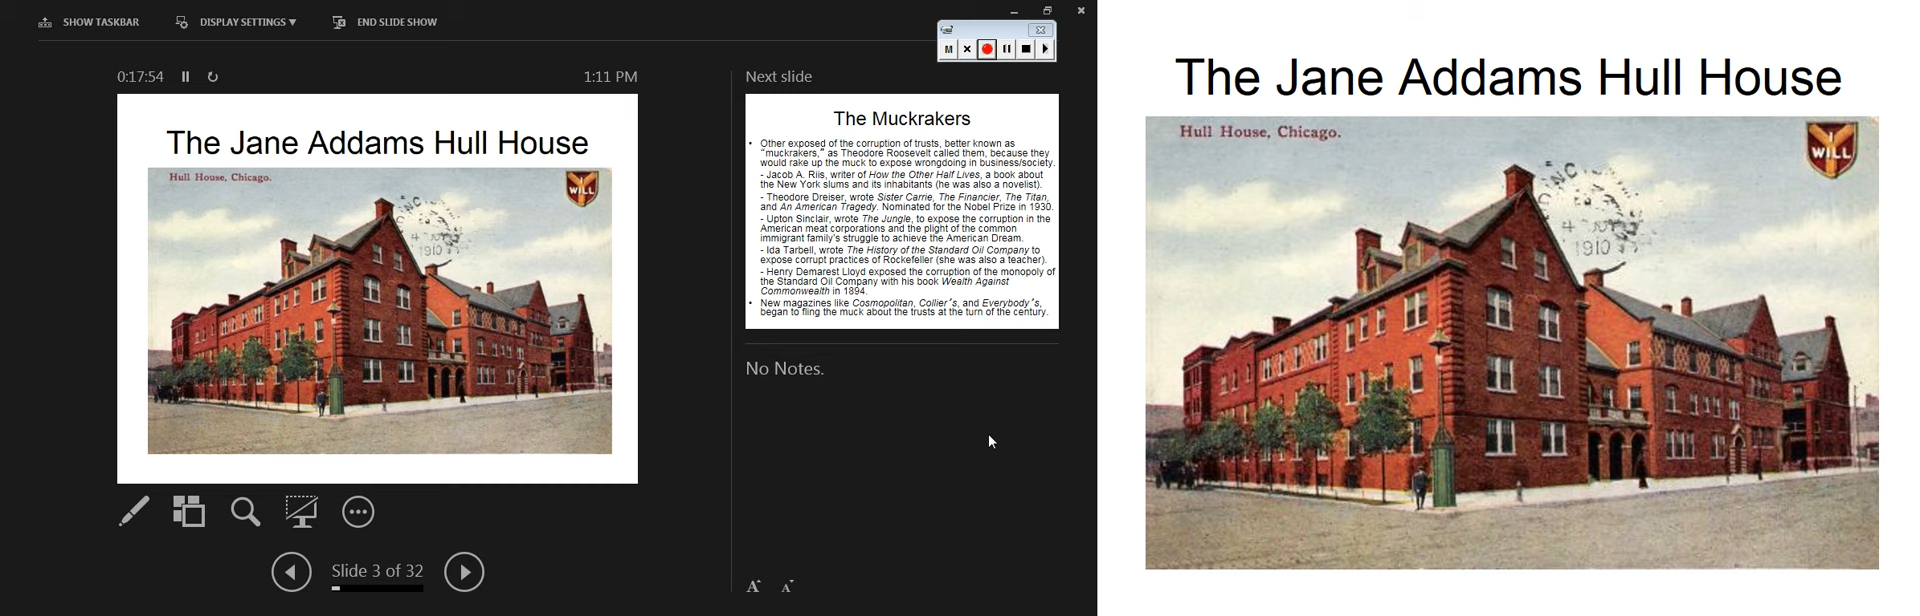 SHOW TASKBAR
DISPLAY SETTINGS ▼
END SLIDE SHOW
M
0:17:54
1:11 PM
The Jane Addams Hull House
Hull House, Chicago.
I
WILL
1910
Slide 3 of 32
Next slide
The Muckrakers
• Other exposed of the corruption of trusts, better known as
“muckrakers,” as Theodore Roosevelt called them, because they
would rake up the muck to expose wrongdoing in business/society.
- Jacob A. Riis, writer of How the Other Half Lives, a book about
the New York slums and its inhabitants (he was also a novelist).
- Theodore Dreiser, wrote Sister Carrie, The Financier, The Titan,
and An American Tragedy. Nominated for the Nobel Prize in 1930.
- Upton Sinclair, wrote The Jungle, to expose the corruption in the
American meat corporations and the plight of the common
immigrant family’s struggle to achieve the American Dream.
- Ida Tarbell, wrote The History of the Standard Oil Company to
expose corrupt practices of Rockefeller (she was also a teacher).
- Henry Demarest Lloyd exposed the corruption of the monopoly of
the Standard Oil Company with his book Wealth Against
Commonwealth in 1894.
• New magazines like Cosmopolitan, Collier’s, and Everybody’s,
began to fling the muck about the trusts at the turn of the century.
No Notes.
A A
The Jane Addams Hull House
Hull House, Chicago.
I
WILL
1910